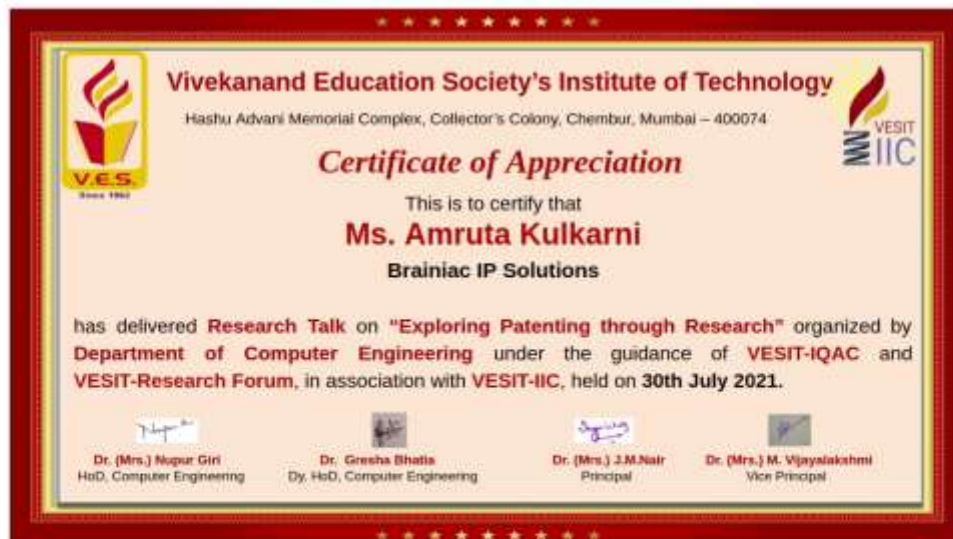 Vivekanand Education Society's Institute of Technology
Hashu Advani Memorial Complex, Collector's Colony, Chembur, Mumbai – 400074
V.E.S.
Since 1962
VESIT
IIC
Certificate of Appreciation
This is to certify that
Ms. Amruta Kulkarni
Brainiac IP Solutions
has delivered Research Talk on "Exploring Patenting through Research" organized by
Department of Computer Engineering under the guidance of VESIT-IQAC and
VESIT-Research Forum, in association with VESIT-IIC, held on 30th July 2021.
Dr. (Mrs.) Nupur Giri
HoD, Computer Engineering
Dr. Gresha Bhatia
Dy. HoD, Computer Engineering
Dr. (Mrs.) J.M.Nair
Principal
Dr. (Mrs.) M. Vijayalakshmi
Vice Principal